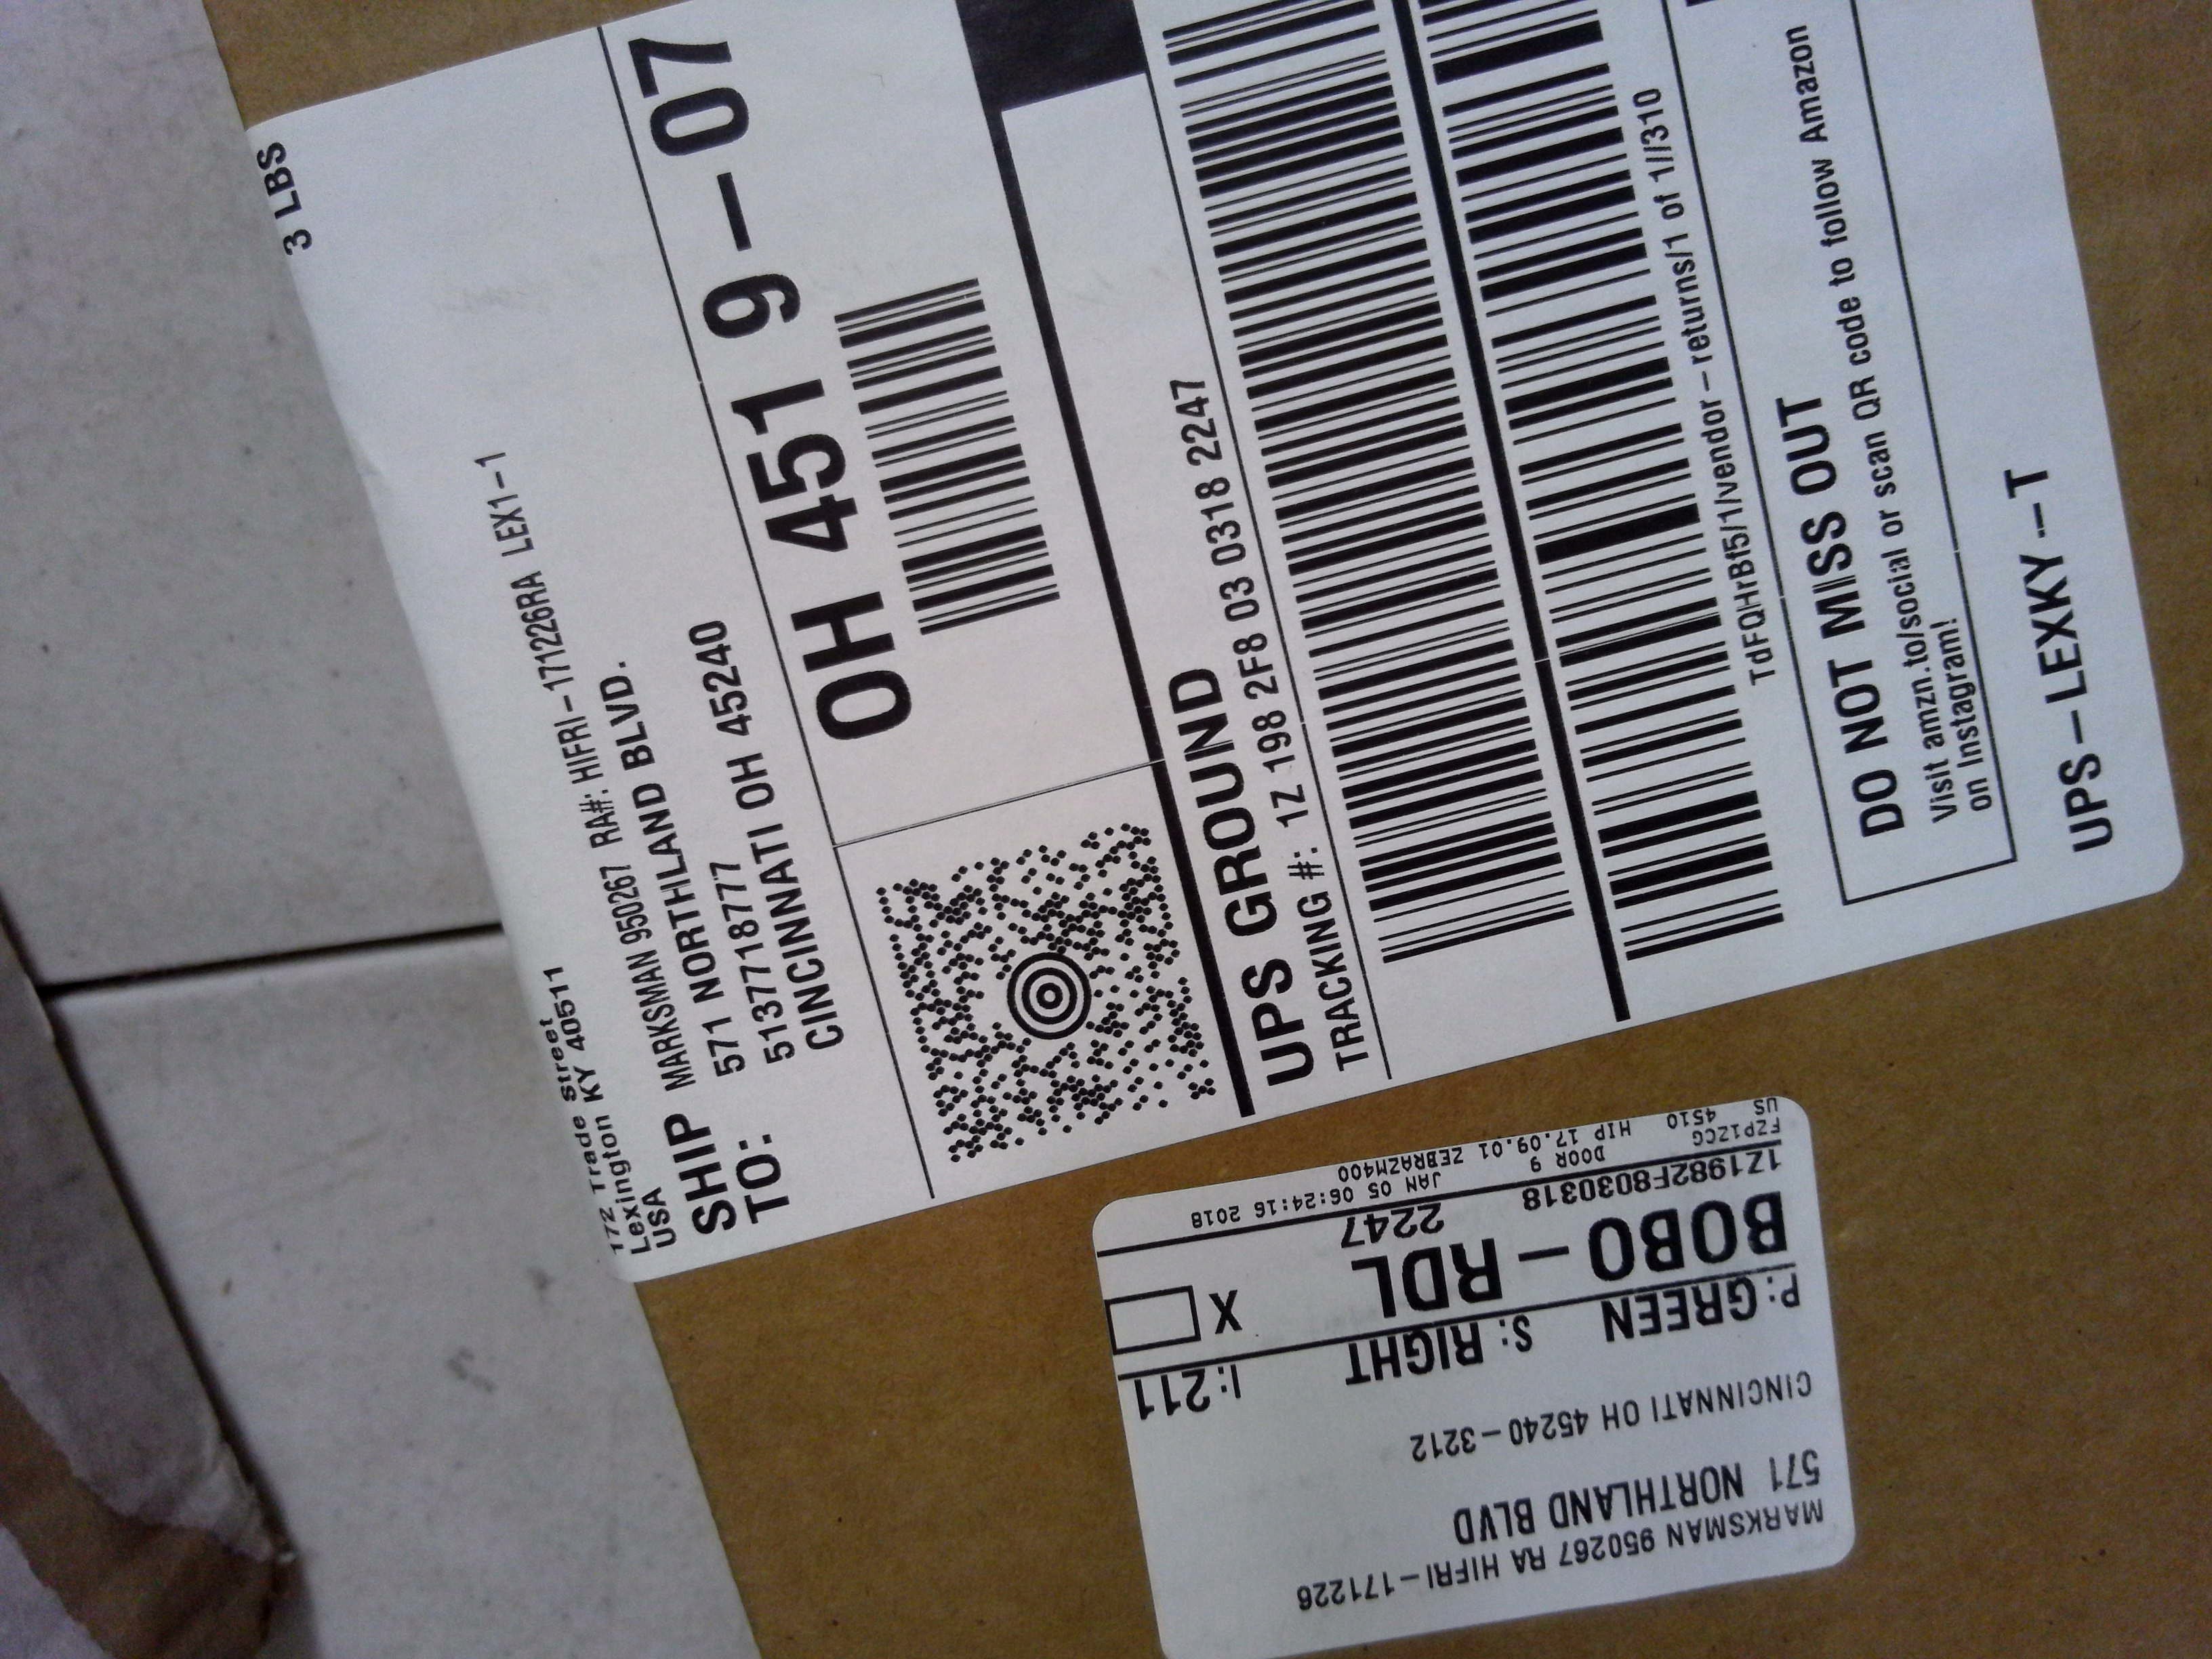 3 LBS
172 Trade Street
Lexington KY 40511
USA
SHIP
TO:
MARKSMAN 950267 RA#: HIFRI-171226RA LEX1-1
571 NORTHLAND BLVD.
5137718777
CINCINNATI OH 45240
OH 451 9-07
UPS GROUND
TRACKING #: 1Z 198 2F8 03 0318 2247
TdFQHrBf5/1/vendor-returns/1 of 1//310
DO NOT MISS OUT
Visit amzn.to/social or scan QR code to follow Amazon
on Instagram!
UPS-LEXKY-T
MARKSMAN 950267 RA HIFRI-171226
571 NORTHLAND BLVD
CINCINNATI OH 45240-3212
P: GREEN S: RIGHT I:211
BOBO-RDL X
1Z1982F8030318 2247
FZP1ZCG DOOR 9 JAN 05 06:24:16 2018
US 4510 HIP 17.09.01 ZEBRAZM400